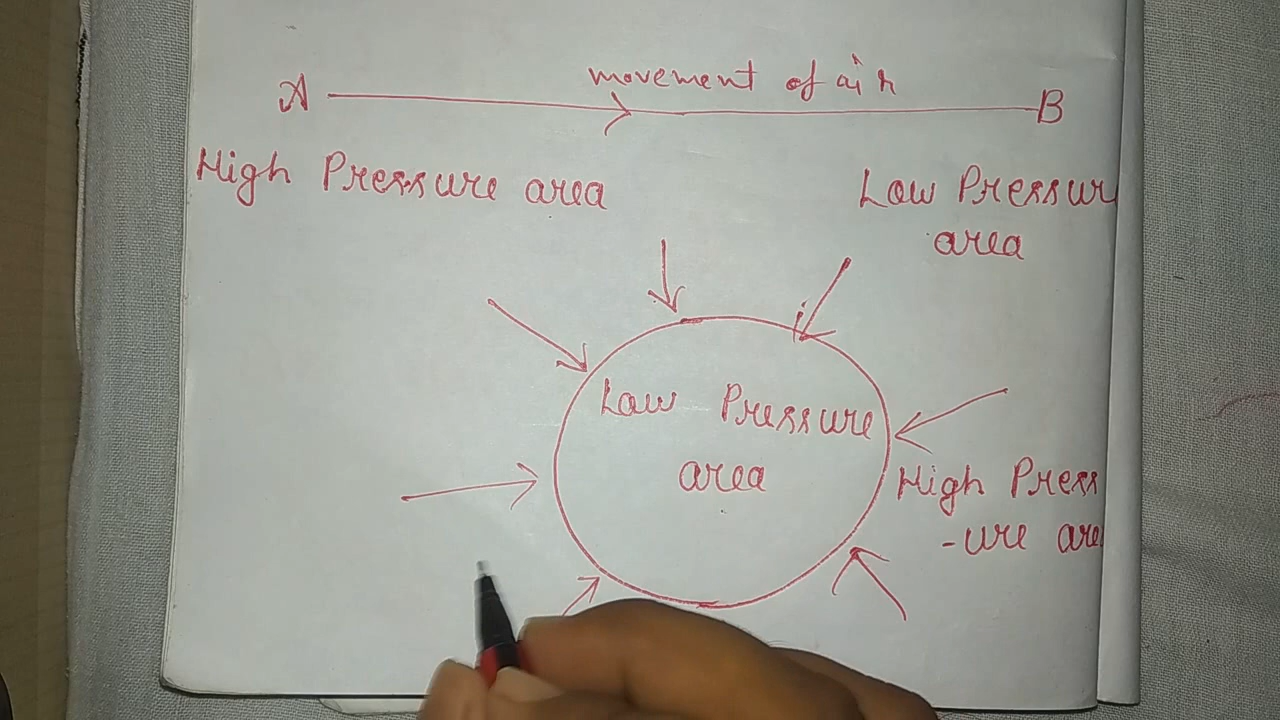 movement of air
A B
High Pressure area
Low Pressur
area
Low Pressure
area
High Press
-ure are